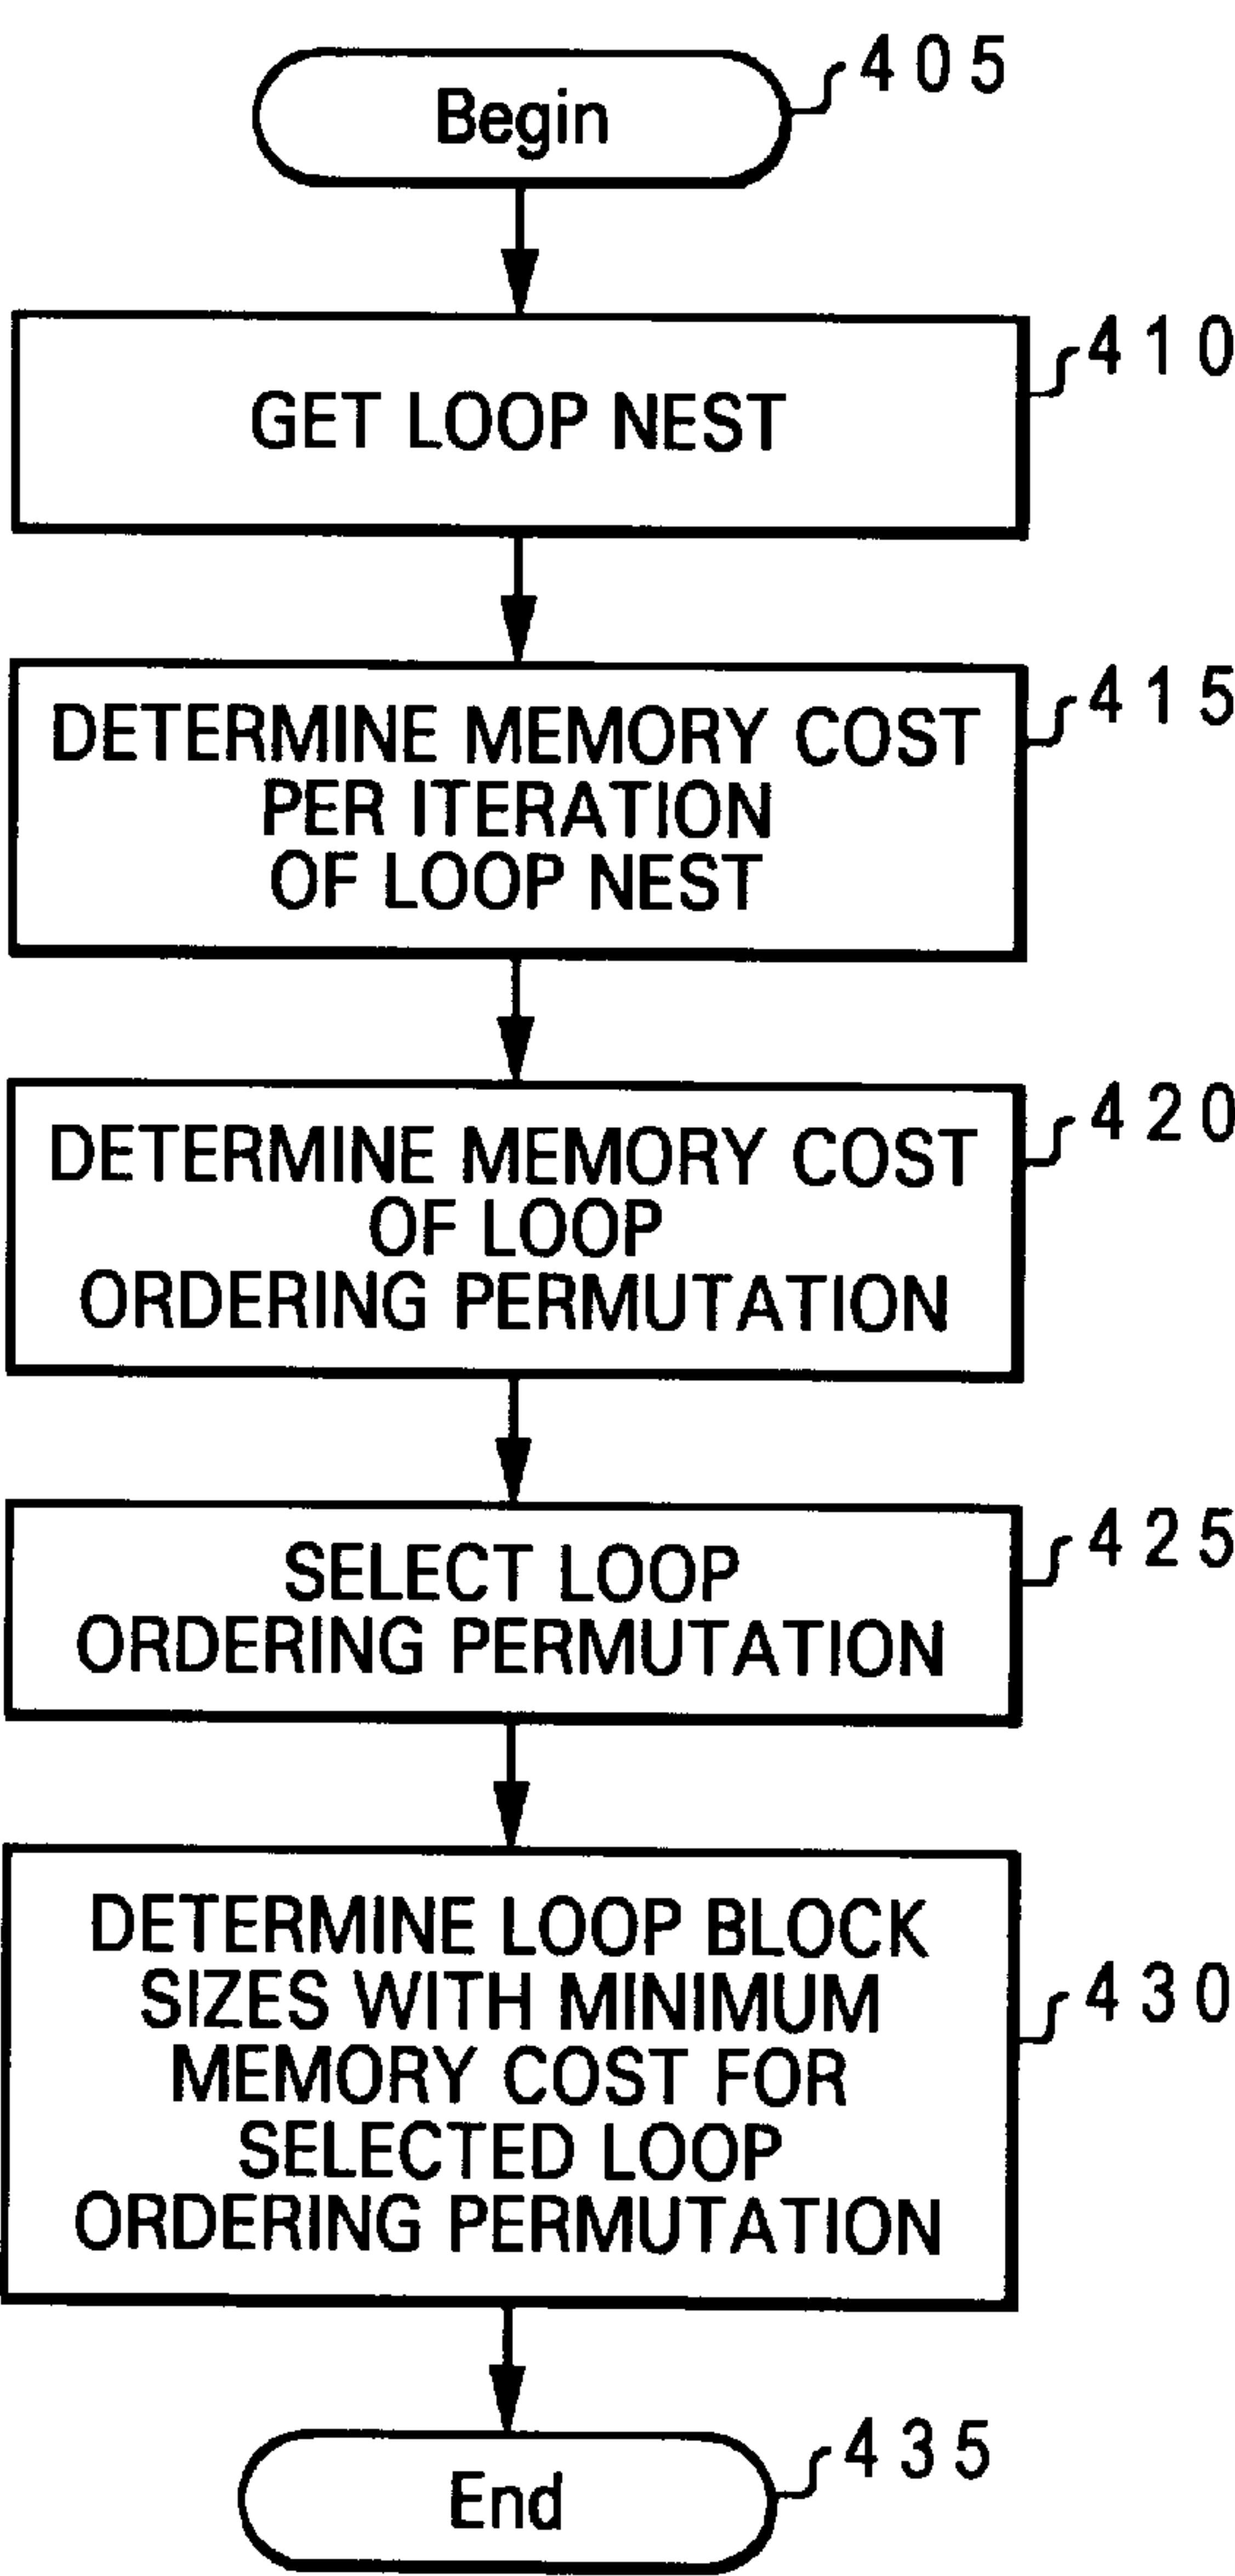 Begin
405
GET LOOP NEST
410
DETERMINE MEMORY COST
PER ITERATION
OF LOOP NEST
415
DETERMINE MEMORY COST
OF LOOP
ORDERING PERMUTATION
420
SELECT LOOP
ORDERING PERMUTATION
425
DETERMINE LOOP BLOCK
SIZES WITH MINIMUM
MEMORY COST FOR
SELECTED LOOP
ORDERING PERMUTATION
430
End
435